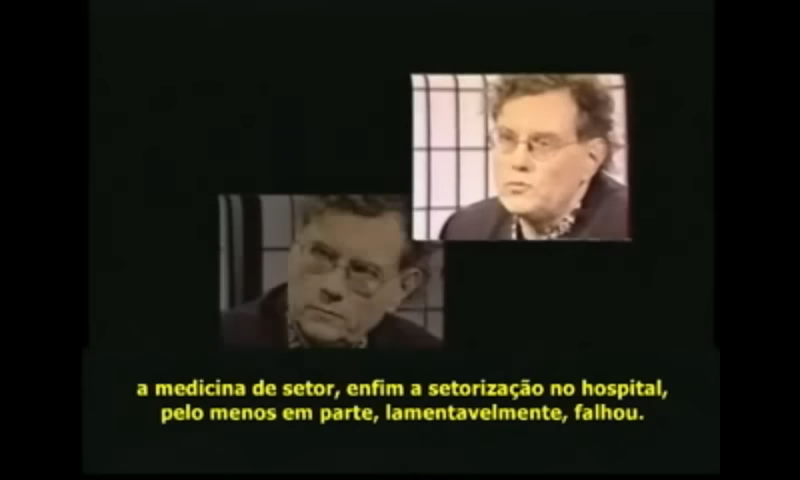 a medicina de setor, enfim a setorização no hospital,
pelo menos em parte, lamentavelmente, falhou.